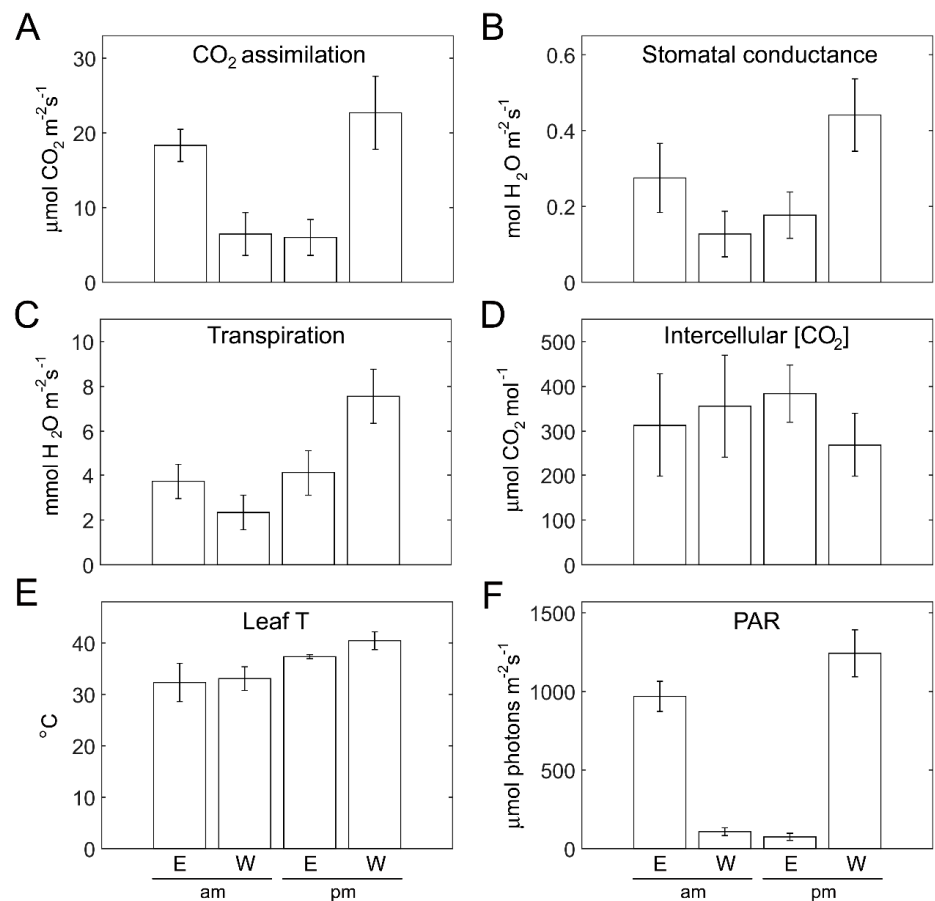 A
CO₂ assimilation
μmol CO₂ m⁻²s⁻¹
30
20
10
0
B
Stomatal conductance
mol H₂O m⁻²s⁻¹
0.6
0.4
0.2
0
C
Transpiration
mmol H₂O m⁻²s⁻¹
10
8
6
4
2
0
D
Intercellular [CO₂]
μmol CO₂ mol⁻¹
500
400
300
200
100
0
E
Leaf T
°C
40
30
20
10
0
E W E W
am pm
F
PAR
μmol photons m⁻²s⁻¹
1500
1000
500
0
E W E W
am pm